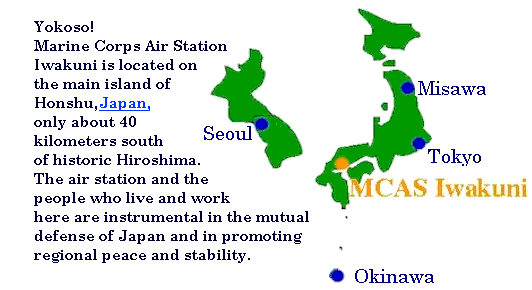 Yokoso!
Marine Corps Air Station
Iwakuni is located on
the main island of
Honshu, Japan,
only about 40
kilometers south
of historic Hiroshima.
The air station and the
people who live and work
here are instrumental in the mutual
defense of Japan and in promoting
regional peace and stability.
Misawa
Seoul
Tokyo
MCAS Iwakuni
Okinawa